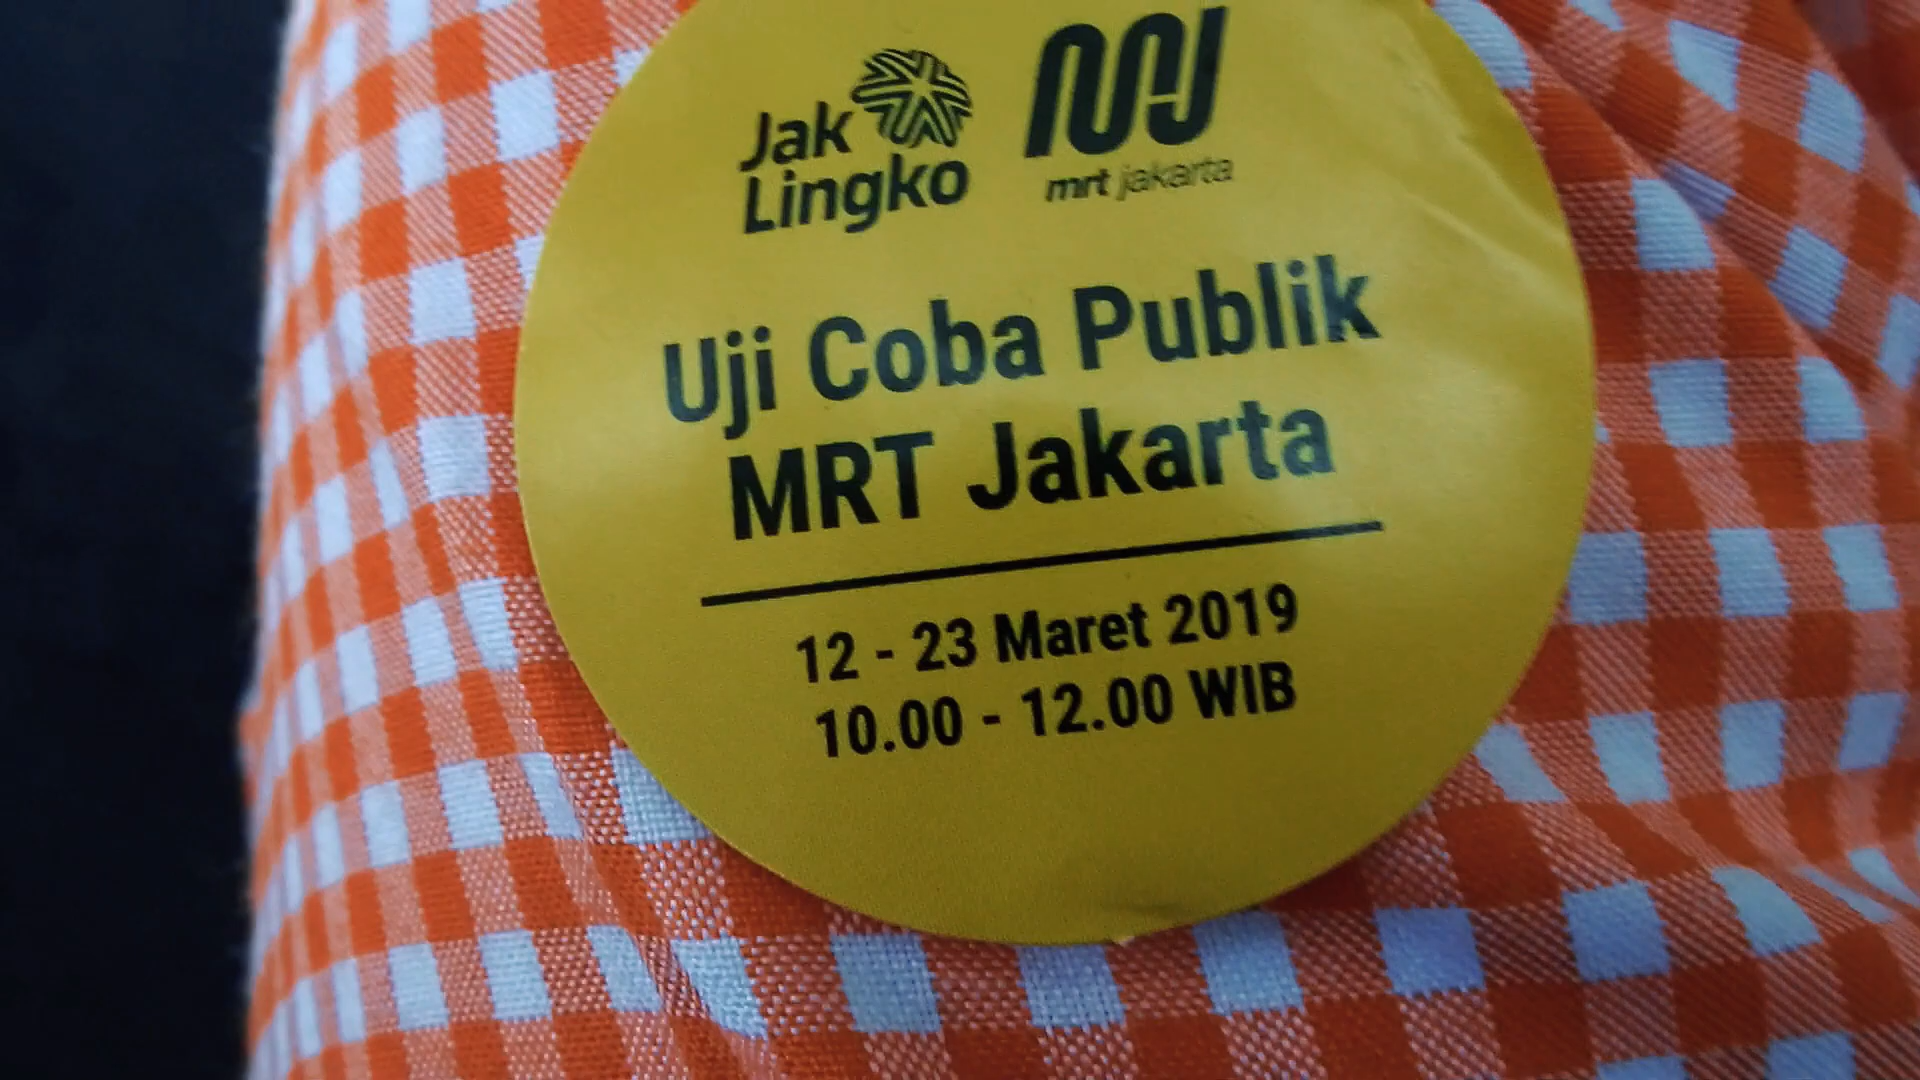 Jak
Lingko
mrt jakarta
Uji Coba Publik
MRT Jakarta
12 - 23 Maret 2019
10.00 - 12.00 WIB